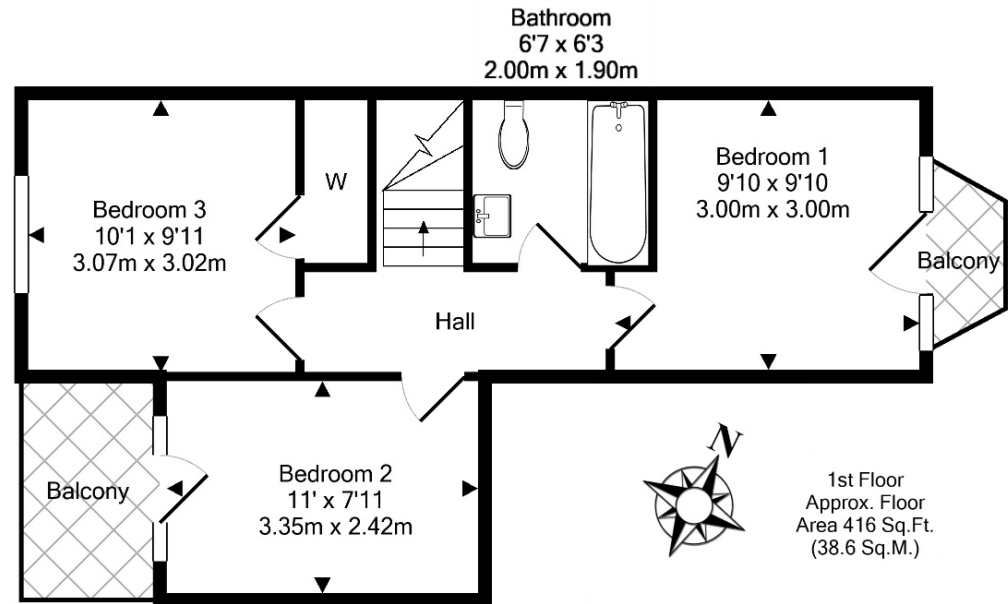 Bathroom
6'7 x 6'3
2.00m x 1.90m
Bedroom 3
10'1 x 9'11
3.07m x 3.02m
W
Bedroom 1
9'10 x 9'10
3.00m x 3.00m
Balcony
Hall
Balcony
Bedroom 2
11' x 7'11
3.35m x 2.42m
N
1st Floor
Approx. Floor
Area 416 Sq.Ft.
(38.6 Sq.M.)